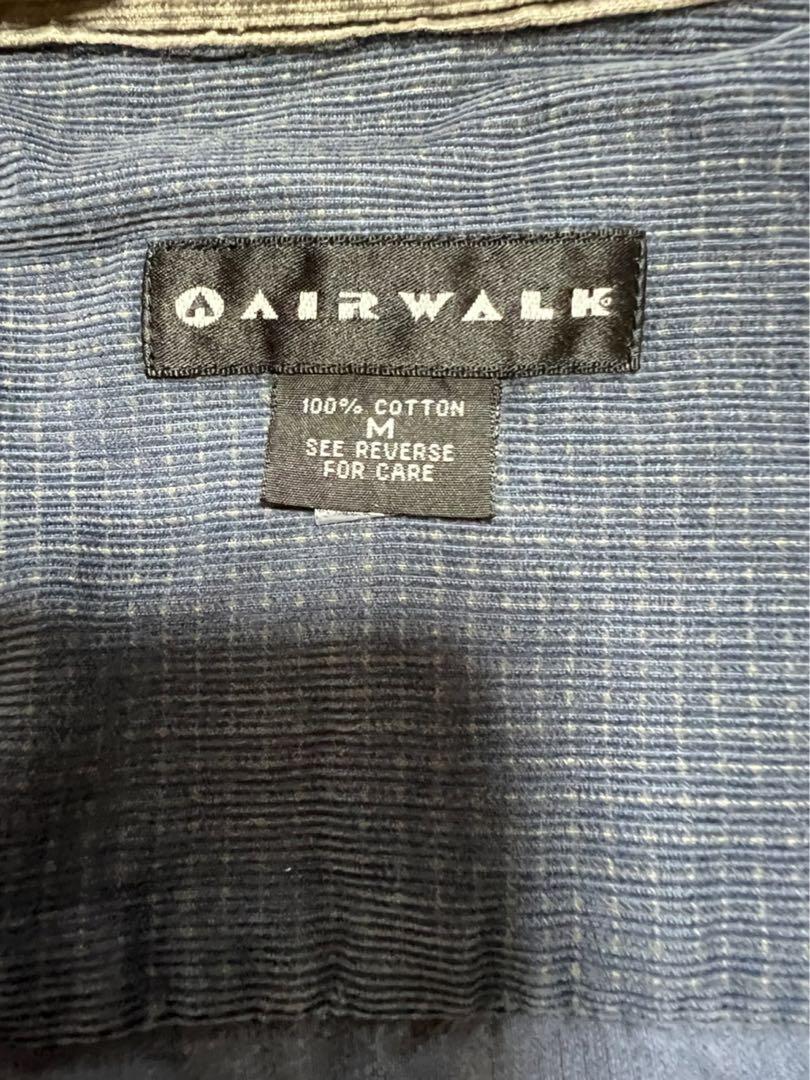 AIRWALK
100% COTTON
M
SEE REVERSE
FOR CARE